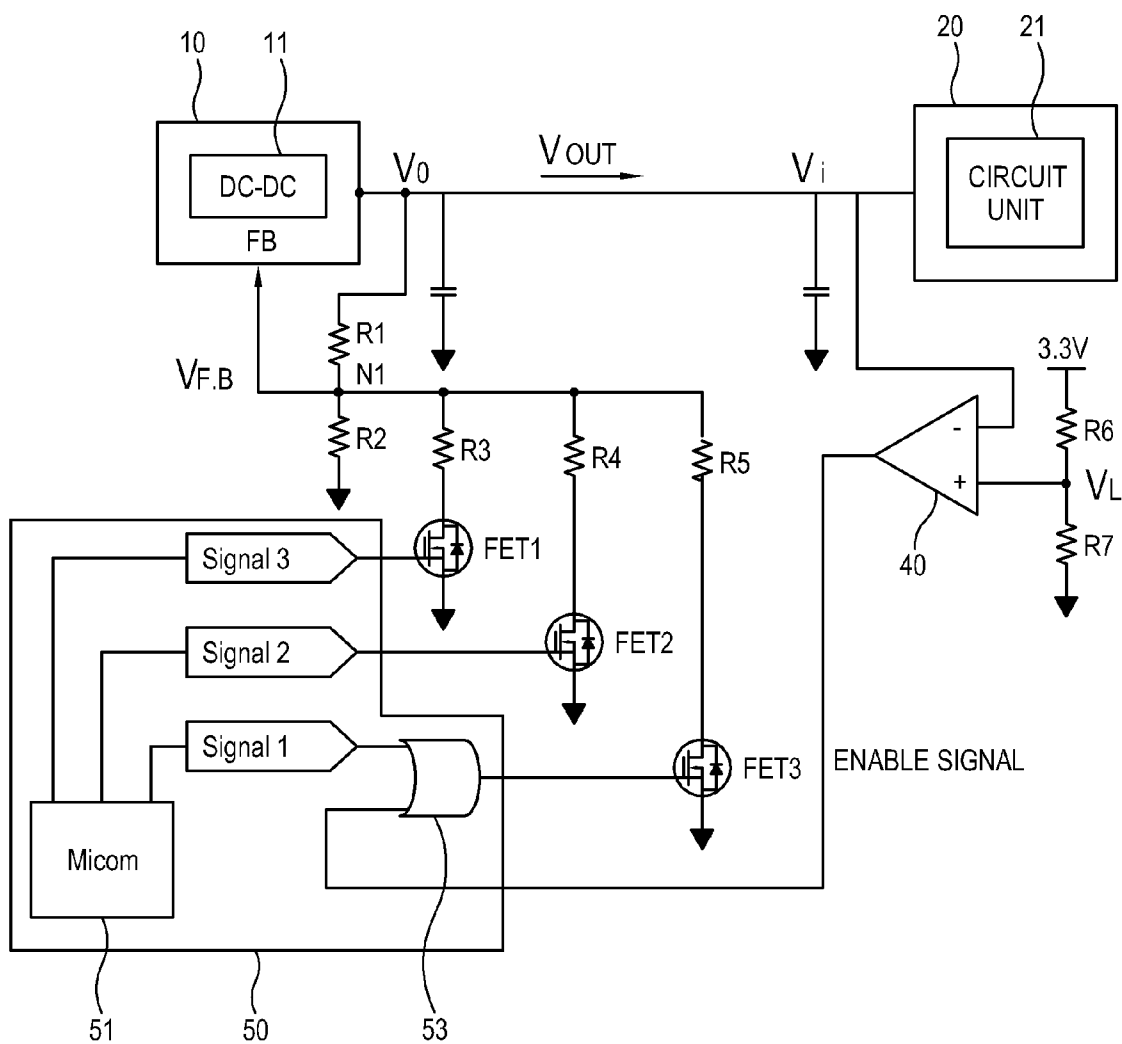 10
11
20
21
DC-DC
FB
V0
VOUT
Vi
CIRCUIT
UNIT
R1
N1
VF.B
R2
R3
R4
R5
3.3V
R6
-
+
VL
R7
40
Signal 3
FET1
Signal 2
FET2
Signal 1
FET3
ENABLE SIGNAL
Micom
51
50
53